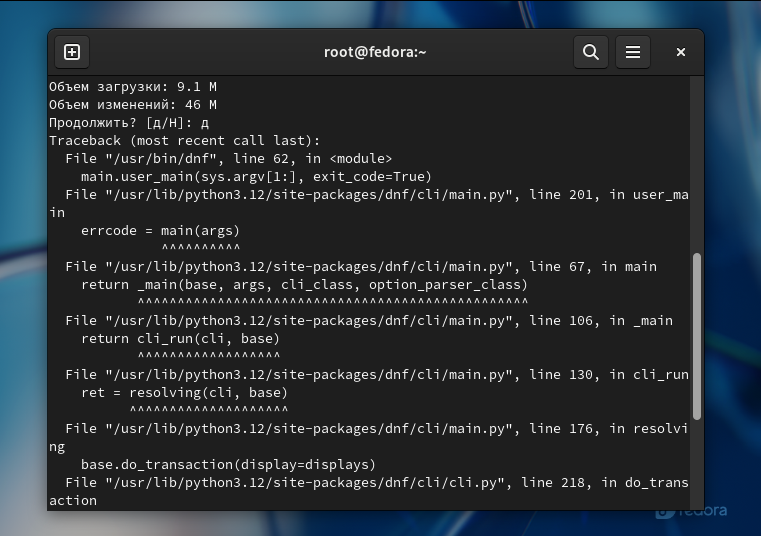 root@fedora:~
Объем загрузки: 9.1 M
Объем изменений: 46 M
Продолжить? [д/Н]: д
Traceback (most recent call last):
  File "/usr/bin/dnf", line 62, in <module>
    main.user_main(sys.argv[1:], exit_code=True)
  File "/usr/lib/python3.12/site-packages/dnf/cli/main.py", line 201, in user_ma
in
    errcode = main(args)
              ^^^^^^^^^^
  File "/usr/lib/python3.12/site-packages/dnf/cli/main.py", line 67, in main
    return _main(base, args, cli_class, option_parser_class)
           ^^^^^^^^^^^^^^^^^^^^^^^^^^^^^^^^^^^^^^^^^^^^^^^^^
  File "/usr/lib/python3.12/site-packages/dnf/cli/main.py", line 106, in _main
    return cli_run(cli, base)
           ^^^^^^^^^^^^^^^^^^
  File "/usr/lib/python3.12/site-packages/dnf/cli/main.py", line 130, in cli_run
    ret = resolving(cli, base)
          ^^^^^^^^^^^^^^^^^^^^
  File "/usr/lib/python3.12/site-packages/dnf/cli/main.py", line 176, in resolvi
ng
    base.do_transaction(display=displays)
  File "/usr/lib/python3.12/site-packages/dnf/cli/cli.py", line 218, in do_trans
action
fedora